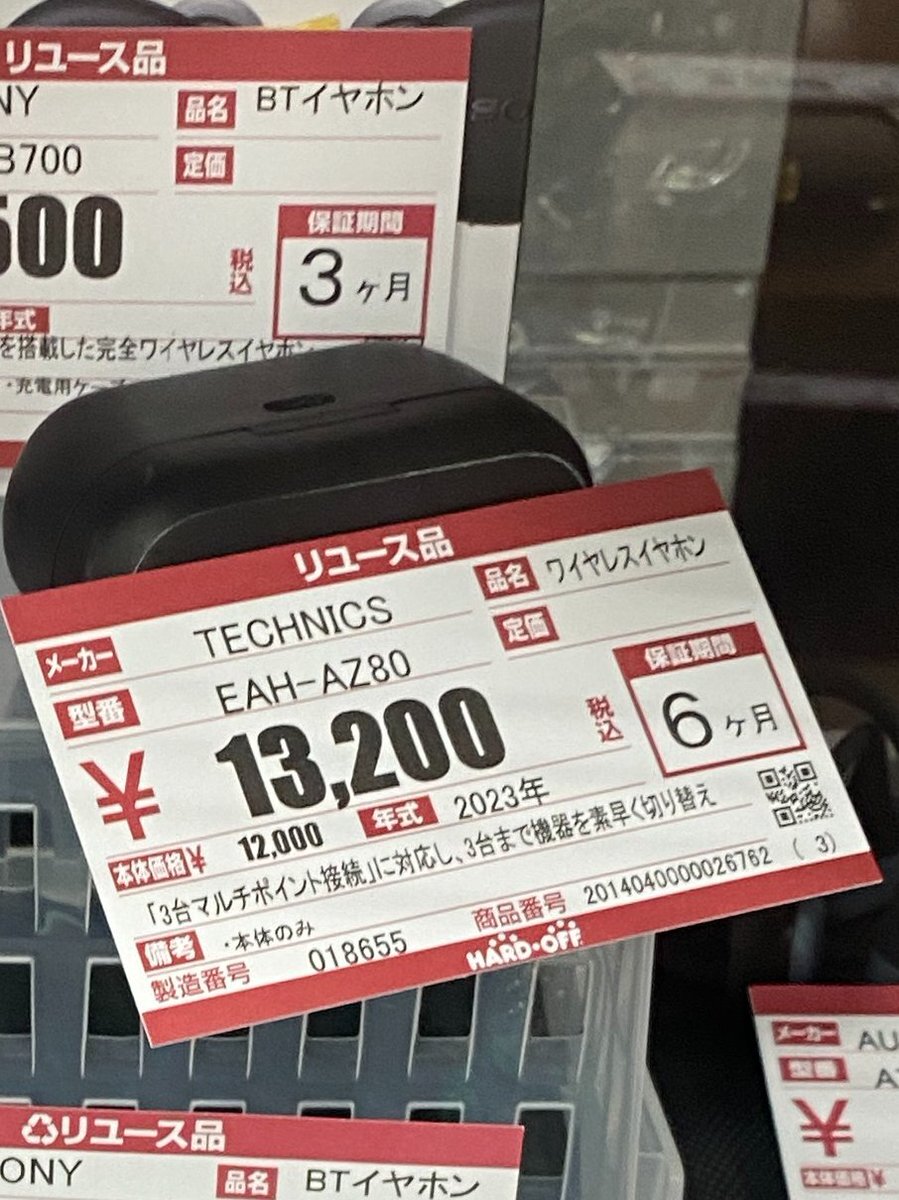 リユース品
NY
品名 BTイヤホン
B700
定価
500
税込
保証期間
3ヶ月
年式
を搭載した完全ワイヤレスイヤホン
・充電用ケー
リユース品
メーカー TECHNICS
品名 ワイヤレスイヤホン
型番 EAH-AZ80
定価
¥13,200
税込
保証期間
6ヶ月
本体価格¥ 12,000
年式 2023年
「3台マルチポイント接続」に対応し、3台まで機器を素早く切り替え
備考 ・本体のみ
製造番号 018655
商品番号 2014040000026762 (3)
HARD・OFF
メーカー AU
型番 A
¥
本体価格¥
リユース品
ONY
品名 BTイヤホン